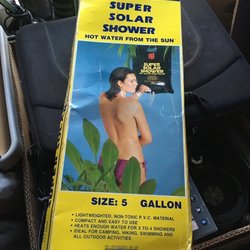 SUPER
SOLAR
SHOWER
HOT WATER FROM THE SUN
SUPER
SOLAR SHOWER
SIZE: 5 GALLON
• LIGHTWEIGHTED, NON-TOXIC P.V.C. MATERIAL
• COMPACT AND EASY TO USE
• HEATS ENOUGH WATER FOR 3 TO 4 SHOWERS
• IDEAL FOR CAMPING, HIKING, SWIMMING AND
ALL OUTDOOR ACTIVITIES